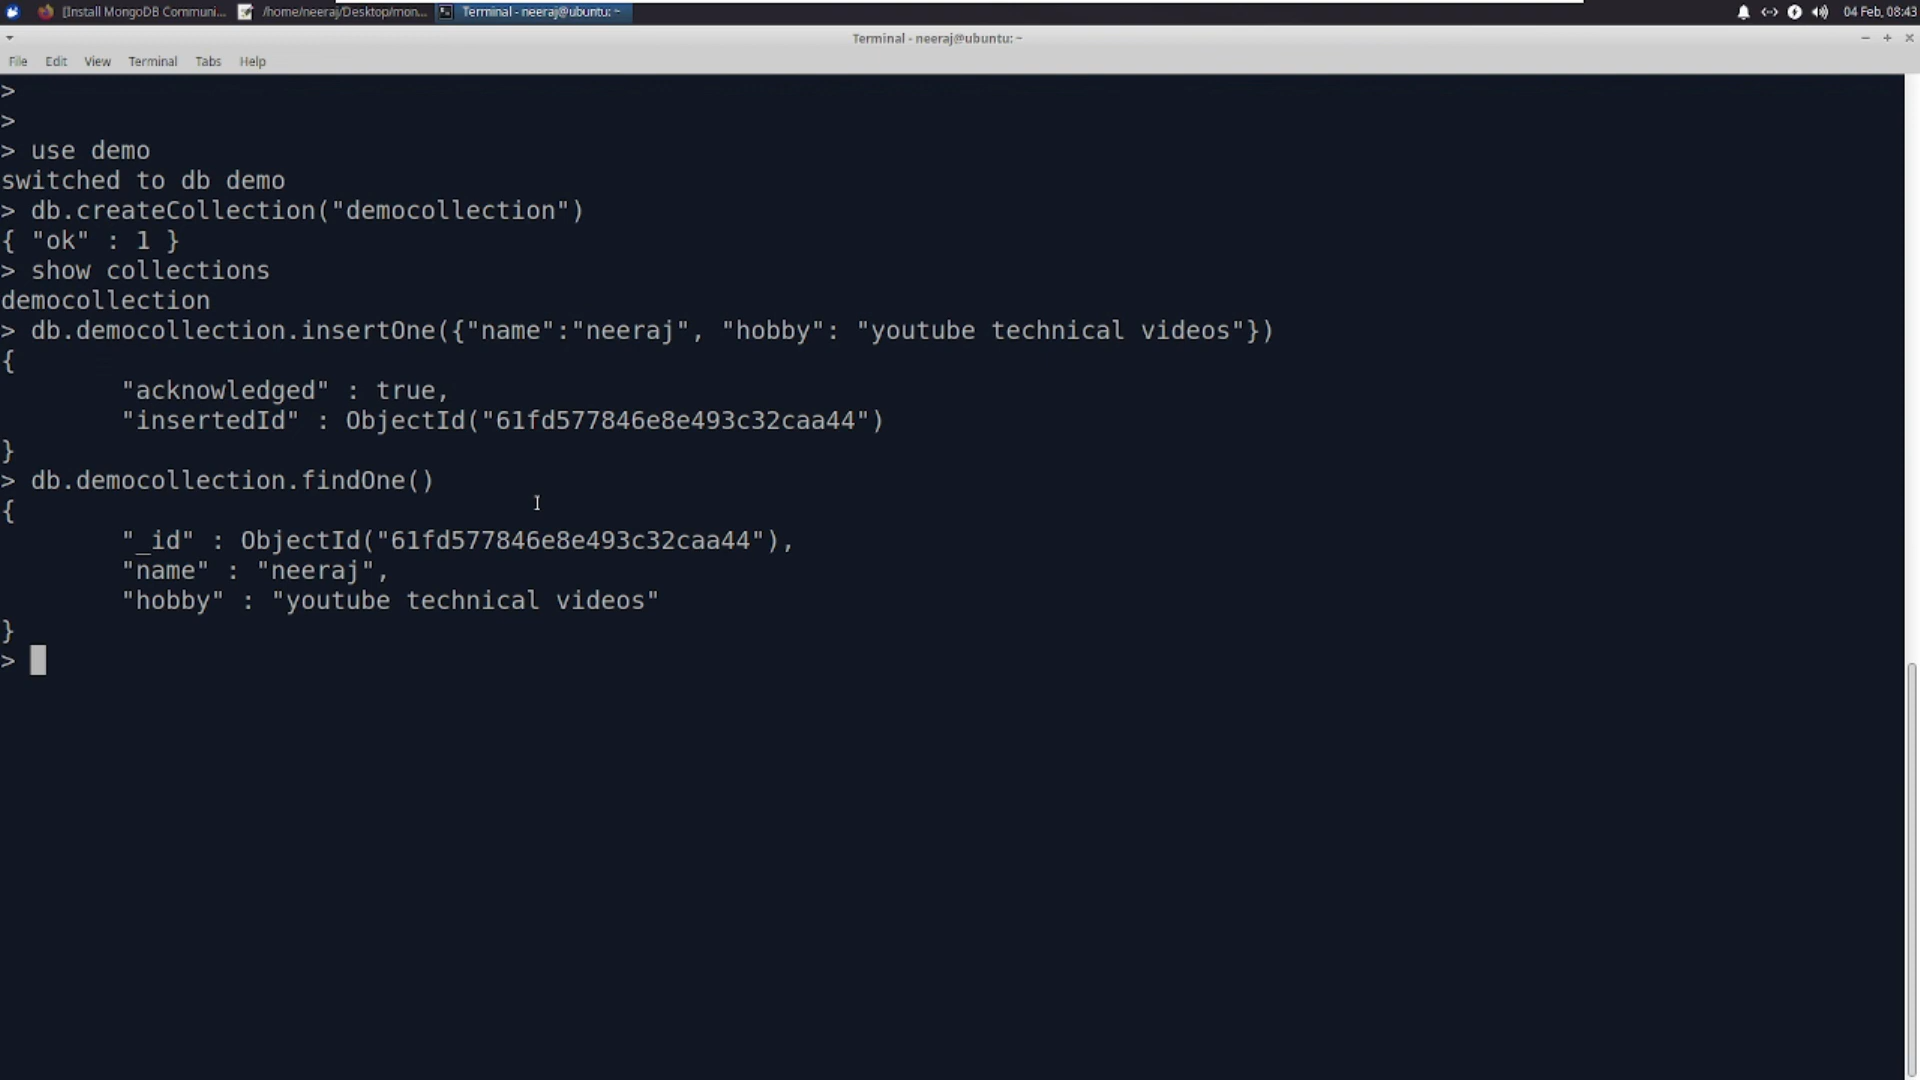 [Install MongoDB Communi... /home/neeraj/Desktop/mon... Terminal - neeraj@ubuntu: ~ 04 Feb, 08:43
Terminal - neeraj@ubuntu: ~
File Edit View Terminal Tabs Help
>
>
> use demo
switched to db demo
> db.createCollection("democollection")
{ "ok" : 1 }
> show collections
democollection
> db.democollection.insertOne({"name":"neeraj", "hobby": "youtube technical videos"})
{
"acknowledged" : true,
"insertedId" : ObjectId("61fd577846e8e493c32caa44")
}
> db.democollection.findOne()
{
"_id" : ObjectId("61fd577846e8e493c32caa44"),
"name" : "neeraj",
"hobby" : "youtube technical videos"
}
>